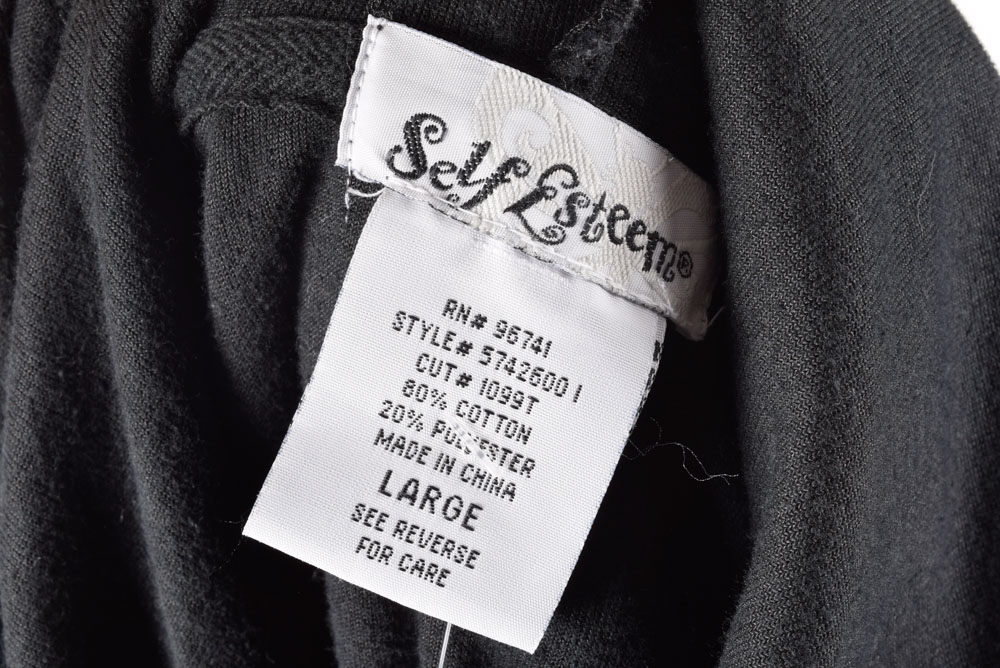 Self Esteem®
RN# 96741
STYLE# 5742600 I
CUT# 1099T
80% COTTON
20% POLYESTER
MADE IN CHINA
LARGE
SEE REVERSE
FOR CARE